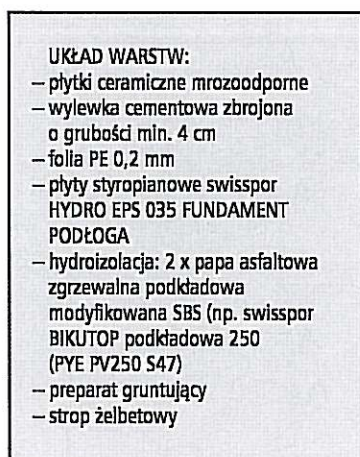 UKŁAD WARSTW:
– płytki ceramiczne mrozoodporne
– wylewka cementowa zbrojona
o grubości min. 4 cm
– folia PE 0,2 mm
– płyty styropianowe swisspor
HYDRO EPS 035 FUNDAMENT
PODŁOGA
– hydroizolacja: 2 x papa asfaltowa
zgrzewalna podkładowa
modyfikowana SBS (np. swisspor
BIKUTOP podkładowa 250
(PYE PV250 S47)
– preparat gruntujący
– strop żelbetowy